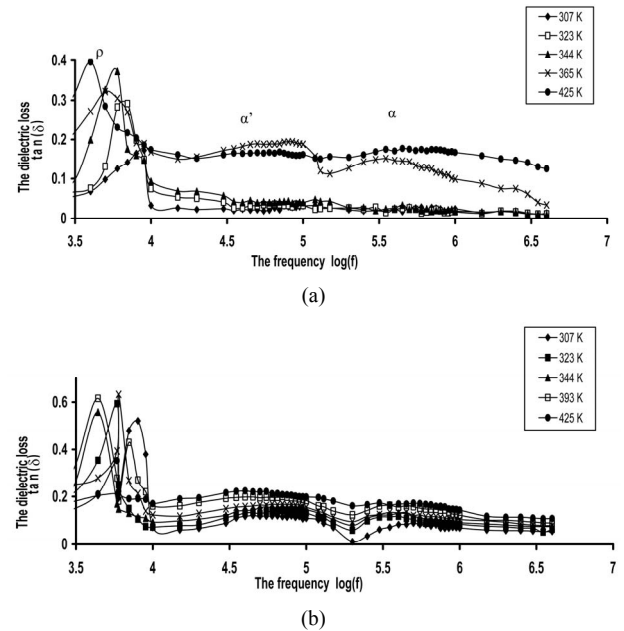 307 K
323 K
344 K
365 K
425 K
ρ
α'
α
0.4
0.3
0.2
0.1
0
The dielectric loss
tan(δ)
3.5 4 4.5 5 5.5 6 6.5 7
The frequency log(f)
(a)
307 K
323 K
344 K
393 K
425 K
0.6
0.4
0.2
0
The dielectric loss
tan(δ)
3.5 4 4.5 5 5.5 6 6.5 7
The frequency log(f)
(b)